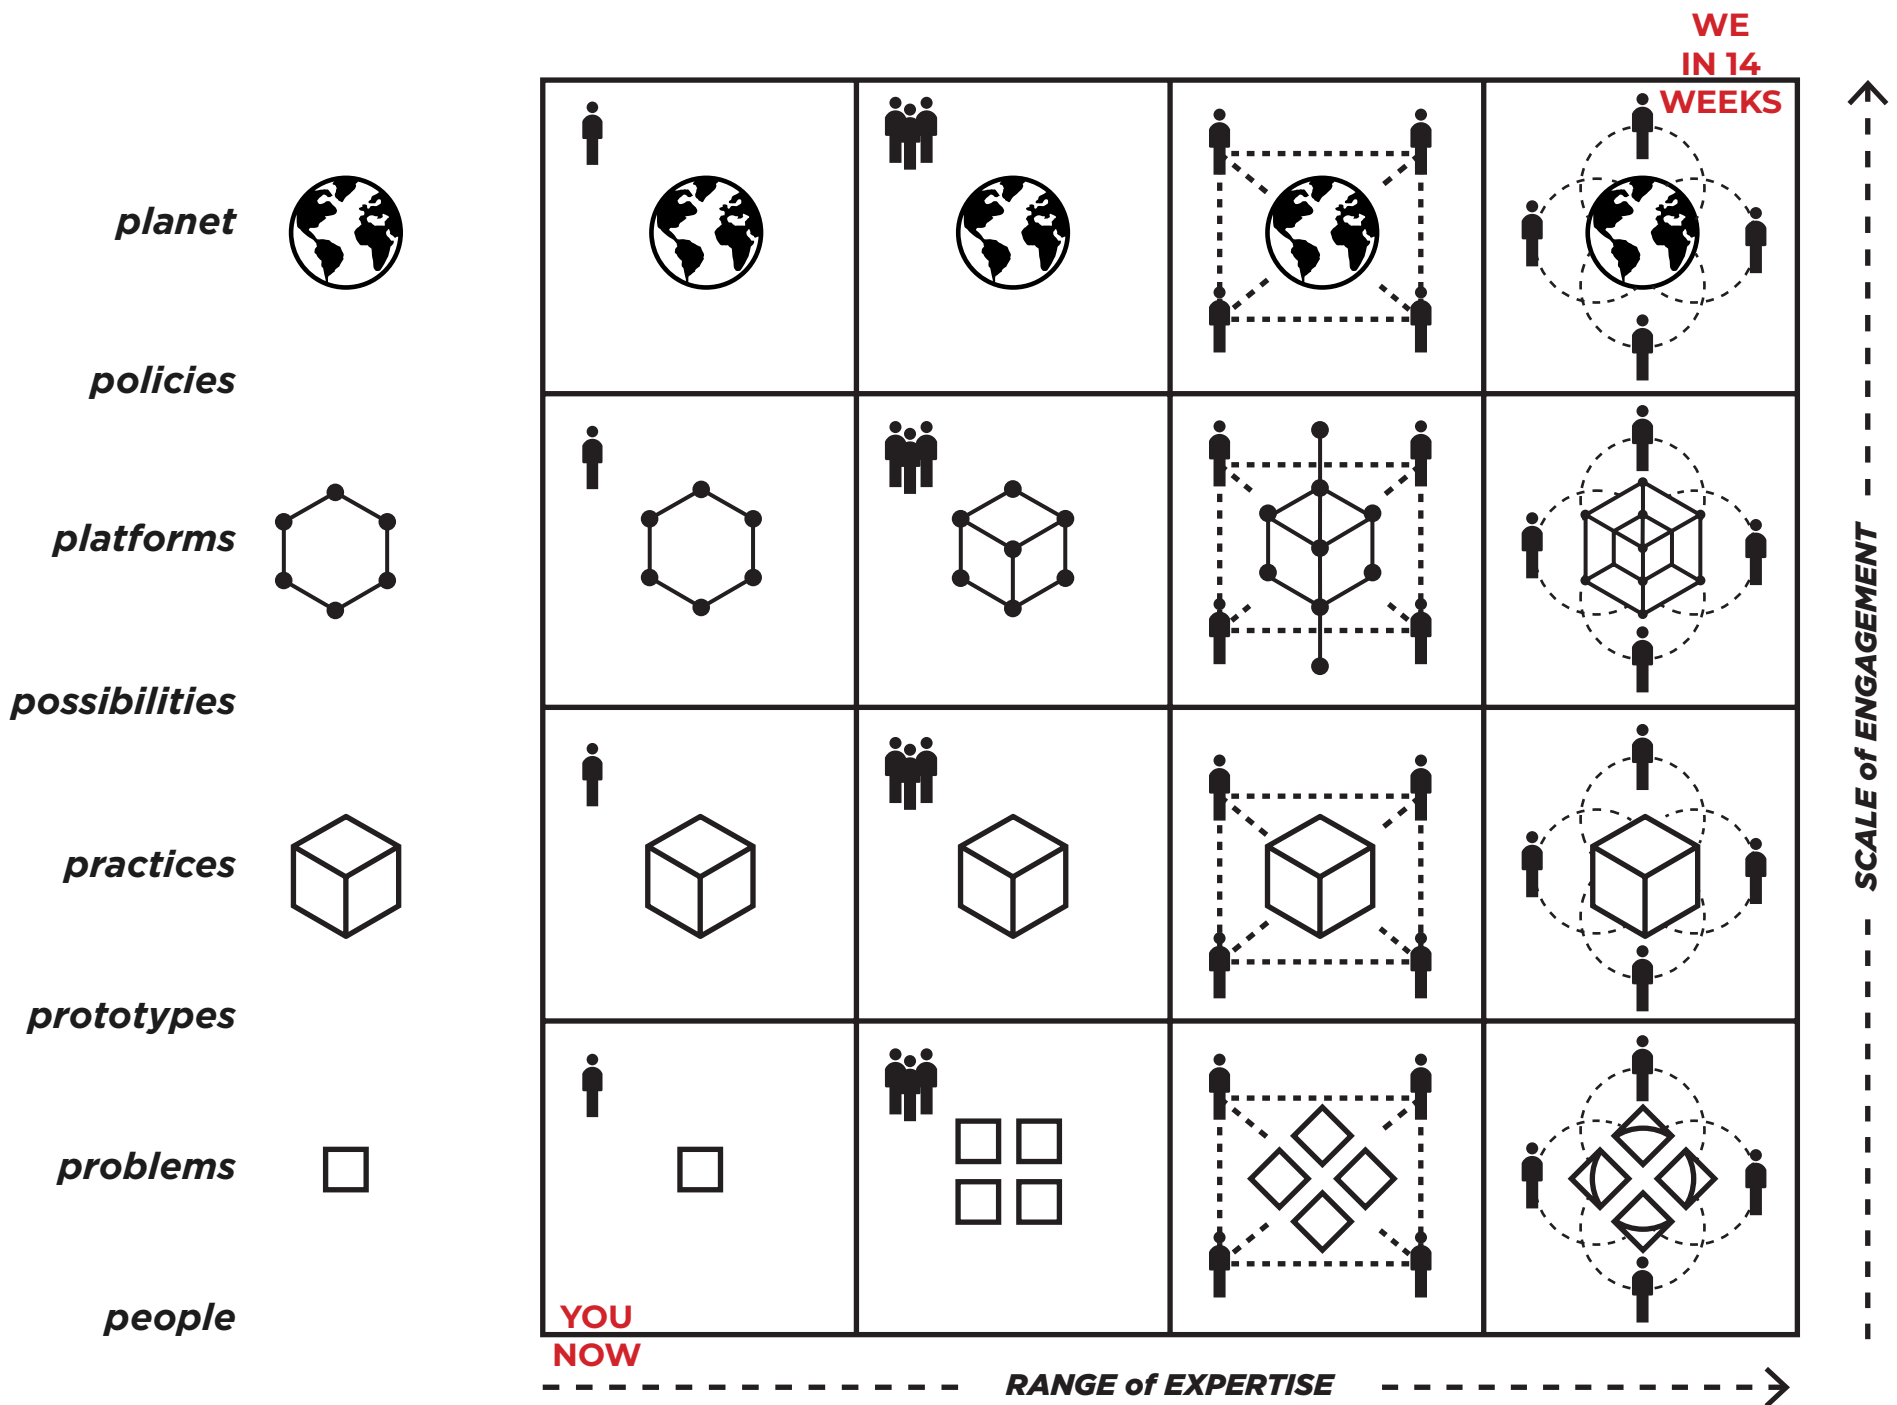 WE
IN 14
WEEKS
planet
policies
platforms
possibilities
practices
prototypes
problems
people
SCALE of ENGAGEMENT
YOU
NOW
RANGE of EXPERTISE